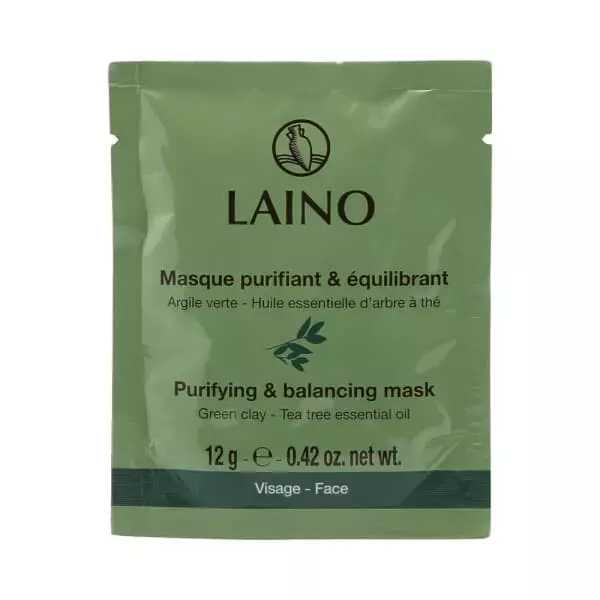 LAINO
Masque purifiant & équilibrant
Argile verte - Huile essentielle d'arbre à thé
Purifying & balancing mask
Green clay - Tea tree essential oil
12 g - ℮ - 0.42 oz. net wt.
Visage - Face